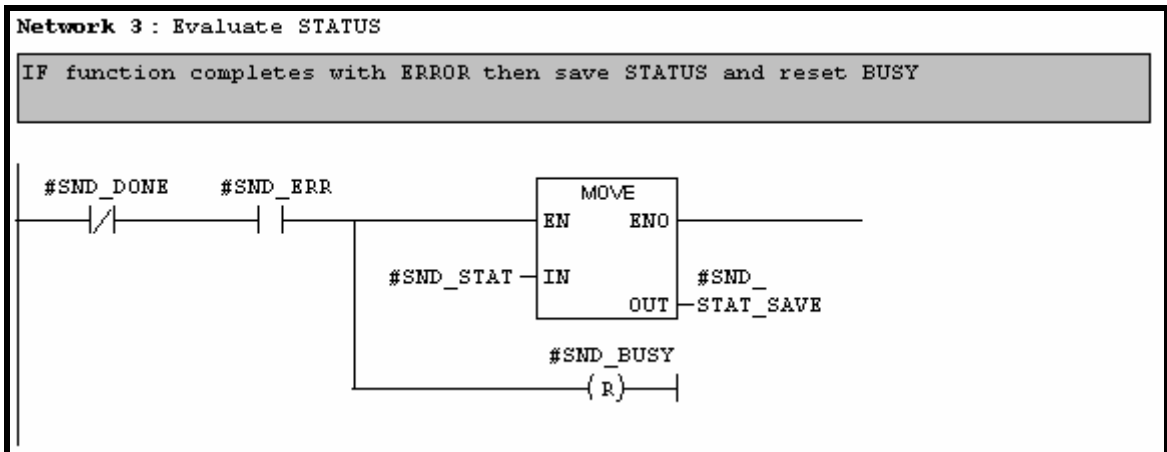 Network 3 : Evaluate STATUS
IF function completes with ERROR then save STATUS and reset BUSY
#SND_DONE #SND_ERR
MOVE
EN ENO
#SND_STAT IN #SND_
OUT STAT_SAVE
#SND_BUSY
R